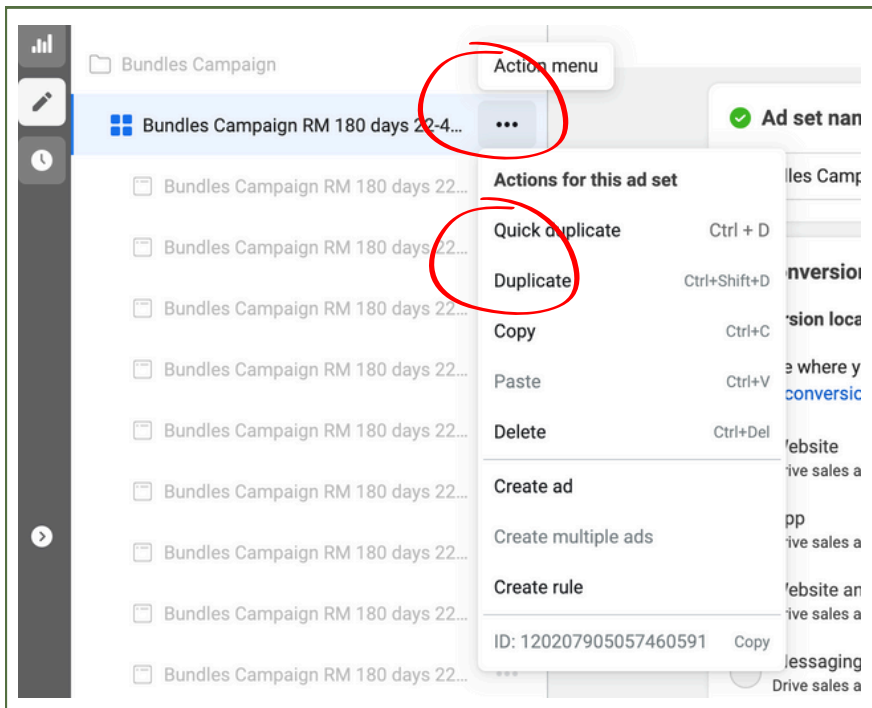 Bundles Campaign
Action menu
Bundles Campaign RM 180 days 22-4...
Ad set nan
Actions for this ad set
lles Camp
Bundles Campaign RM 180 days 22...
Quick duplicate Ctrl + D
Bundles Campaign RM 180 days 22...
nversion
Duplicate Ctrl+Shift+D
Bundles Campaign RM 180 days 22...
rsion loca
Copy Ctrl+C
e where y
Bundles Campaign RM 180 days 22...
Paste Ctrl+V
conversic
Bundles Campaign RM 180 days 22...
Delete Ctrl+Del
Vebsite
rive sales a
Bundles Campaign RM 180 days 22...
Create ad
pp
Create multiple ads
rive sales a
Bundles Campaign RM 180 days 22...
Create rule
Vebsite an
rive sales a
Bundles Campaign RM 180 days 22...
ID: 120207905057460591 Copy
lessaging
Bundles Campaign RM 180 days 22...
Drive sales a